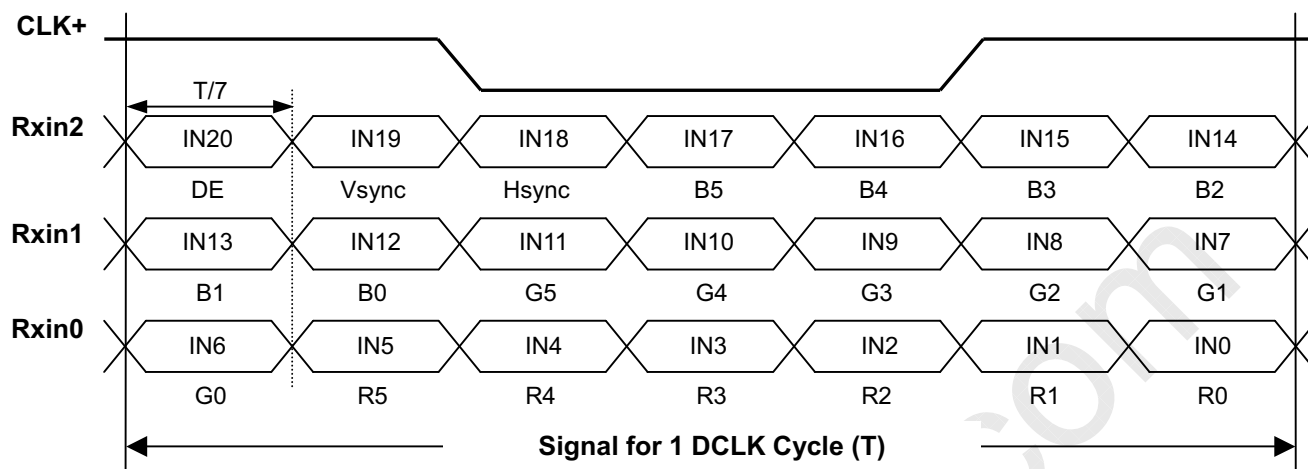 CLK+
T/7
Rxin2 IN20 IN19 IN18 IN17 IN16 IN15 IN14
DE Vsync Hsync B5 B4 B3 B2
Rxin1 IN13 IN12 IN11 IN10 IN9 IN8 IN7
B1 B0 G5 G4 G3 G2 G1
Rxin0 IN6 IN5 IN4 IN3 IN2 IN1 IN0
G0 R5 R4 R3 R2 R1 R0
Signal for 1 DCLK Cycle (T)
com